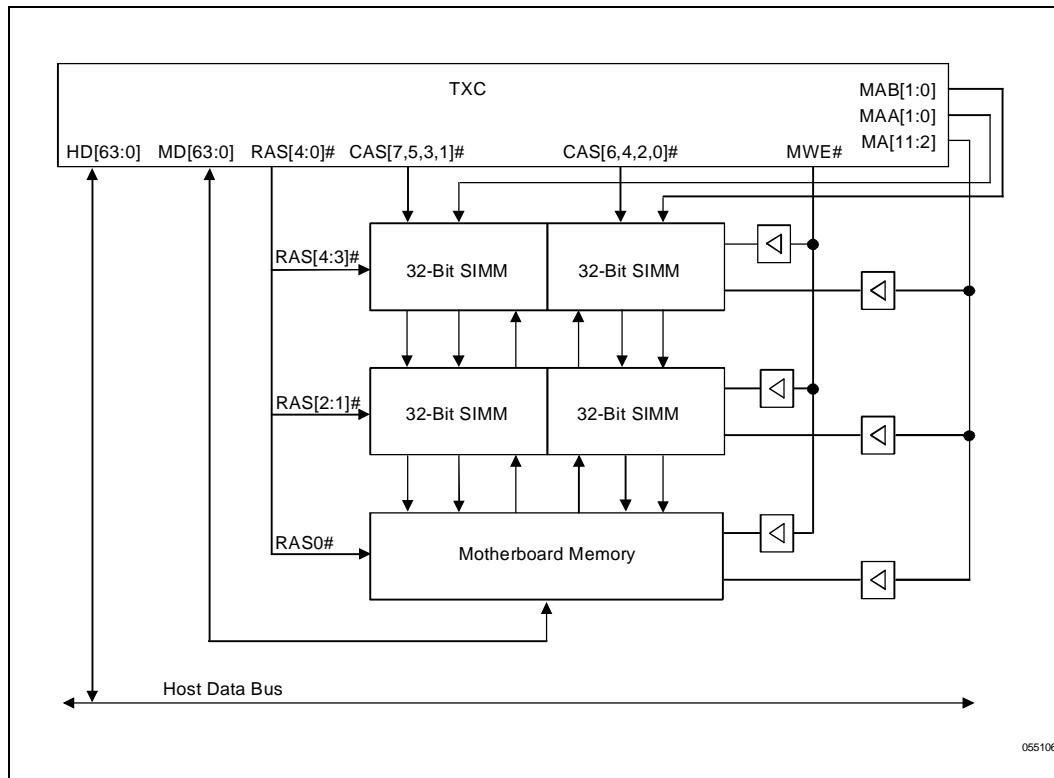 TXC
MAB[1:0]
MAA[1:0]
MA[11:2]
HD[63:0] MD[63:0] RAS[4:0]# CAS[7,5,3,1]# CAS[6,4,2,0]# MWE#
RAS[4:3]#
32-Bit SIMM 32-Bit SIMM
RAS[2:1]#
32-Bit SIMM 32-Bit SIMM
RAS0#
Motherboard Memory
Host Data Bus
055106